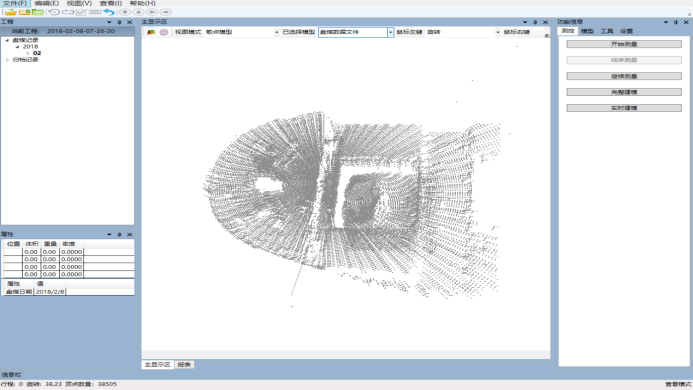 文件(F) 编辑(E) 视图(V) 查看(I) 帮助(H)
工程
当前工程: 2018-02-08-07-26-20
盘煤记录
2018
02
归档记录
属性
位置 体积 重量 密度
0.00 0.00 0.0000
0.00 0.00 0.0000
0.00 0.00 0.0000
0.00 0.00 0.0000
属性 值
盘煤日期 2018/2/8
主显示区
视图模式 散点模型 已选择模型 盘煤数据文件 鼠标左键 旋转 鼠标右键
主显示区 报表
功能信息
测控 模型 工具 设置
开始测量
结束测量
继续测量
完整建模
实时建模
信息栏
行程: 0 旋转: 38.23 顶点数量: 38505
查看模式